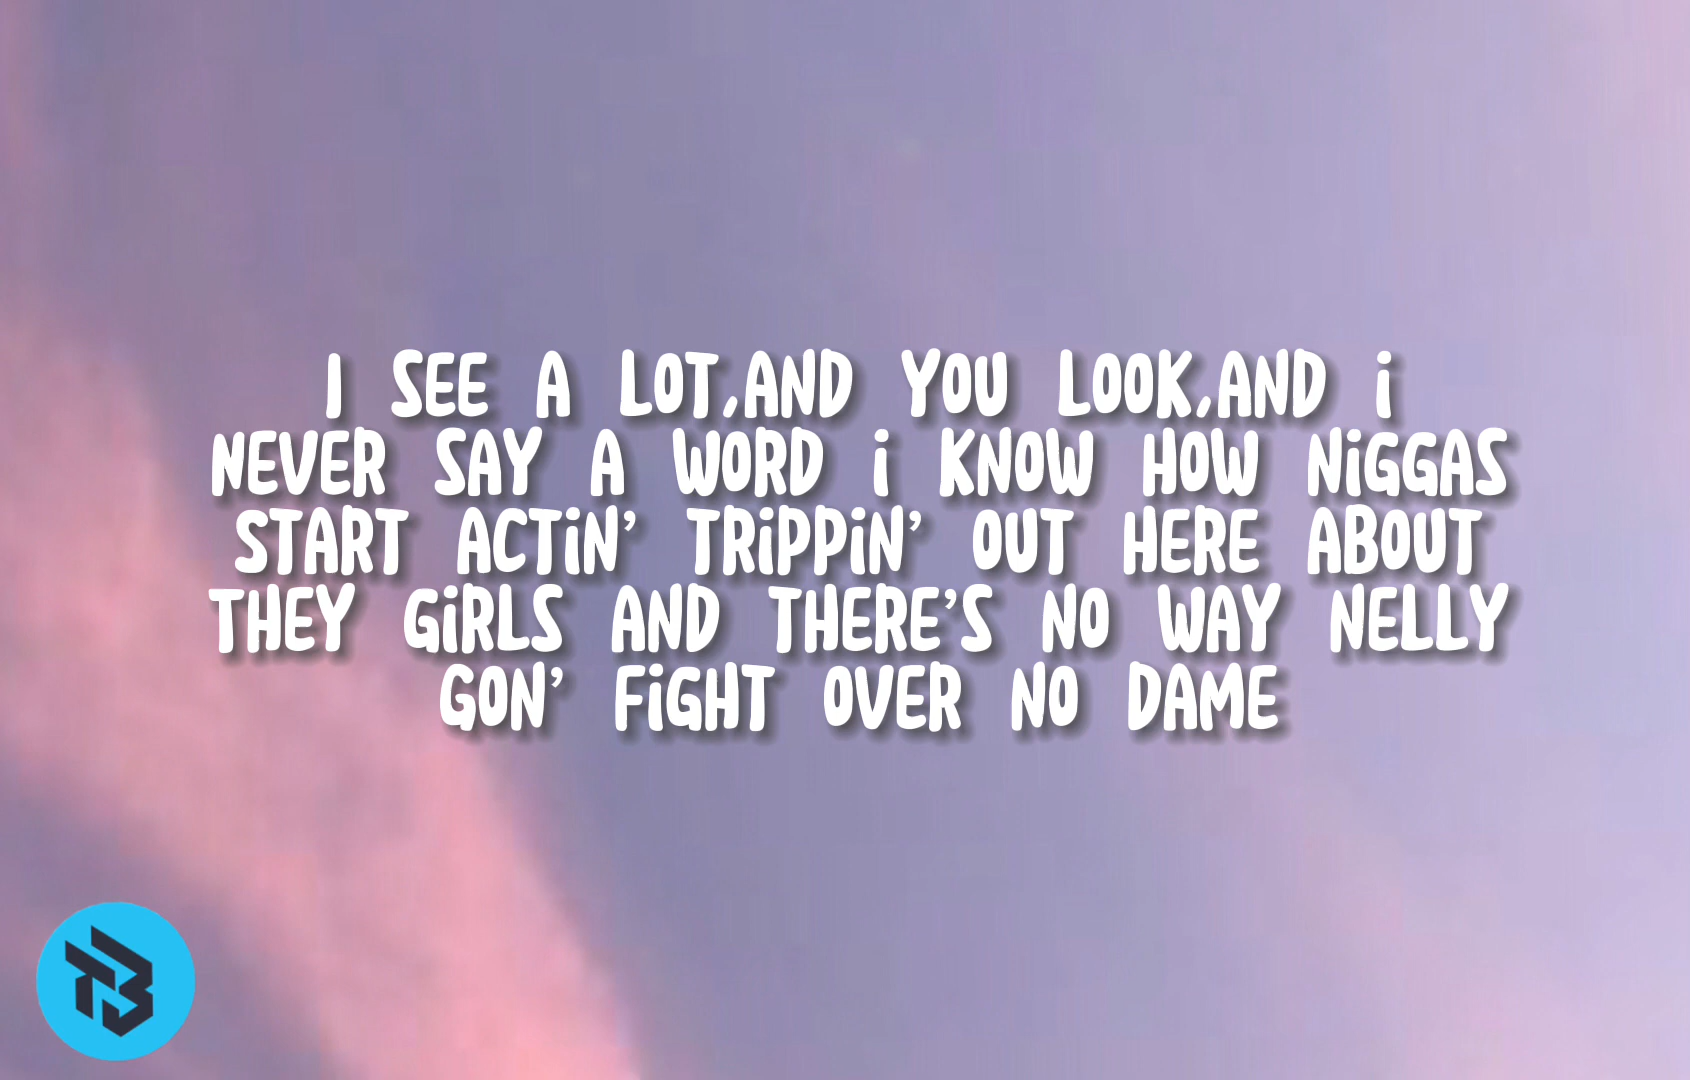 I SEE A LOT,AND YOU LOOK,AND i
NEVER SAY A WORD i KNOW HOW NiGGAS
START ACTiN’ TRiPPiN’ OUT HERE ABOUT
THEY GiRLS AND THERE’S NO WAY NELLY
GON’ FiGHT OVER NO DAME
TB